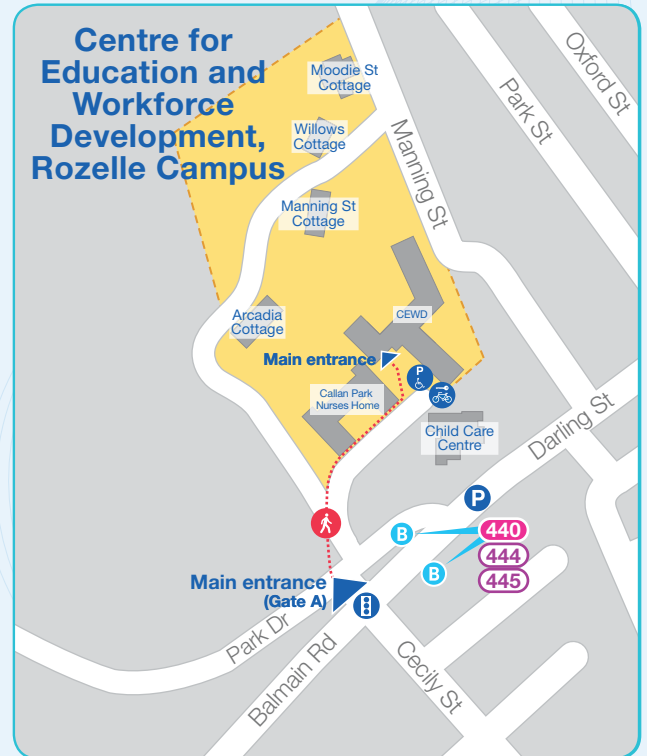 Centre for
Education and
Workforce
Development,
Rozelle Campus
Moodie St
Cottage
Willows
Cottage
Manning St
Cottage
Arcadia
Cottage
CEWD
Main entrance
Callan Park
Nurses Home
P
Child Care
Centre
Manning St
Park St
Oxford St
Darling St
P
B
B
440
444
445
Main entrance
(Gate A)
Park Dr
Balmain Rd
Cecily St